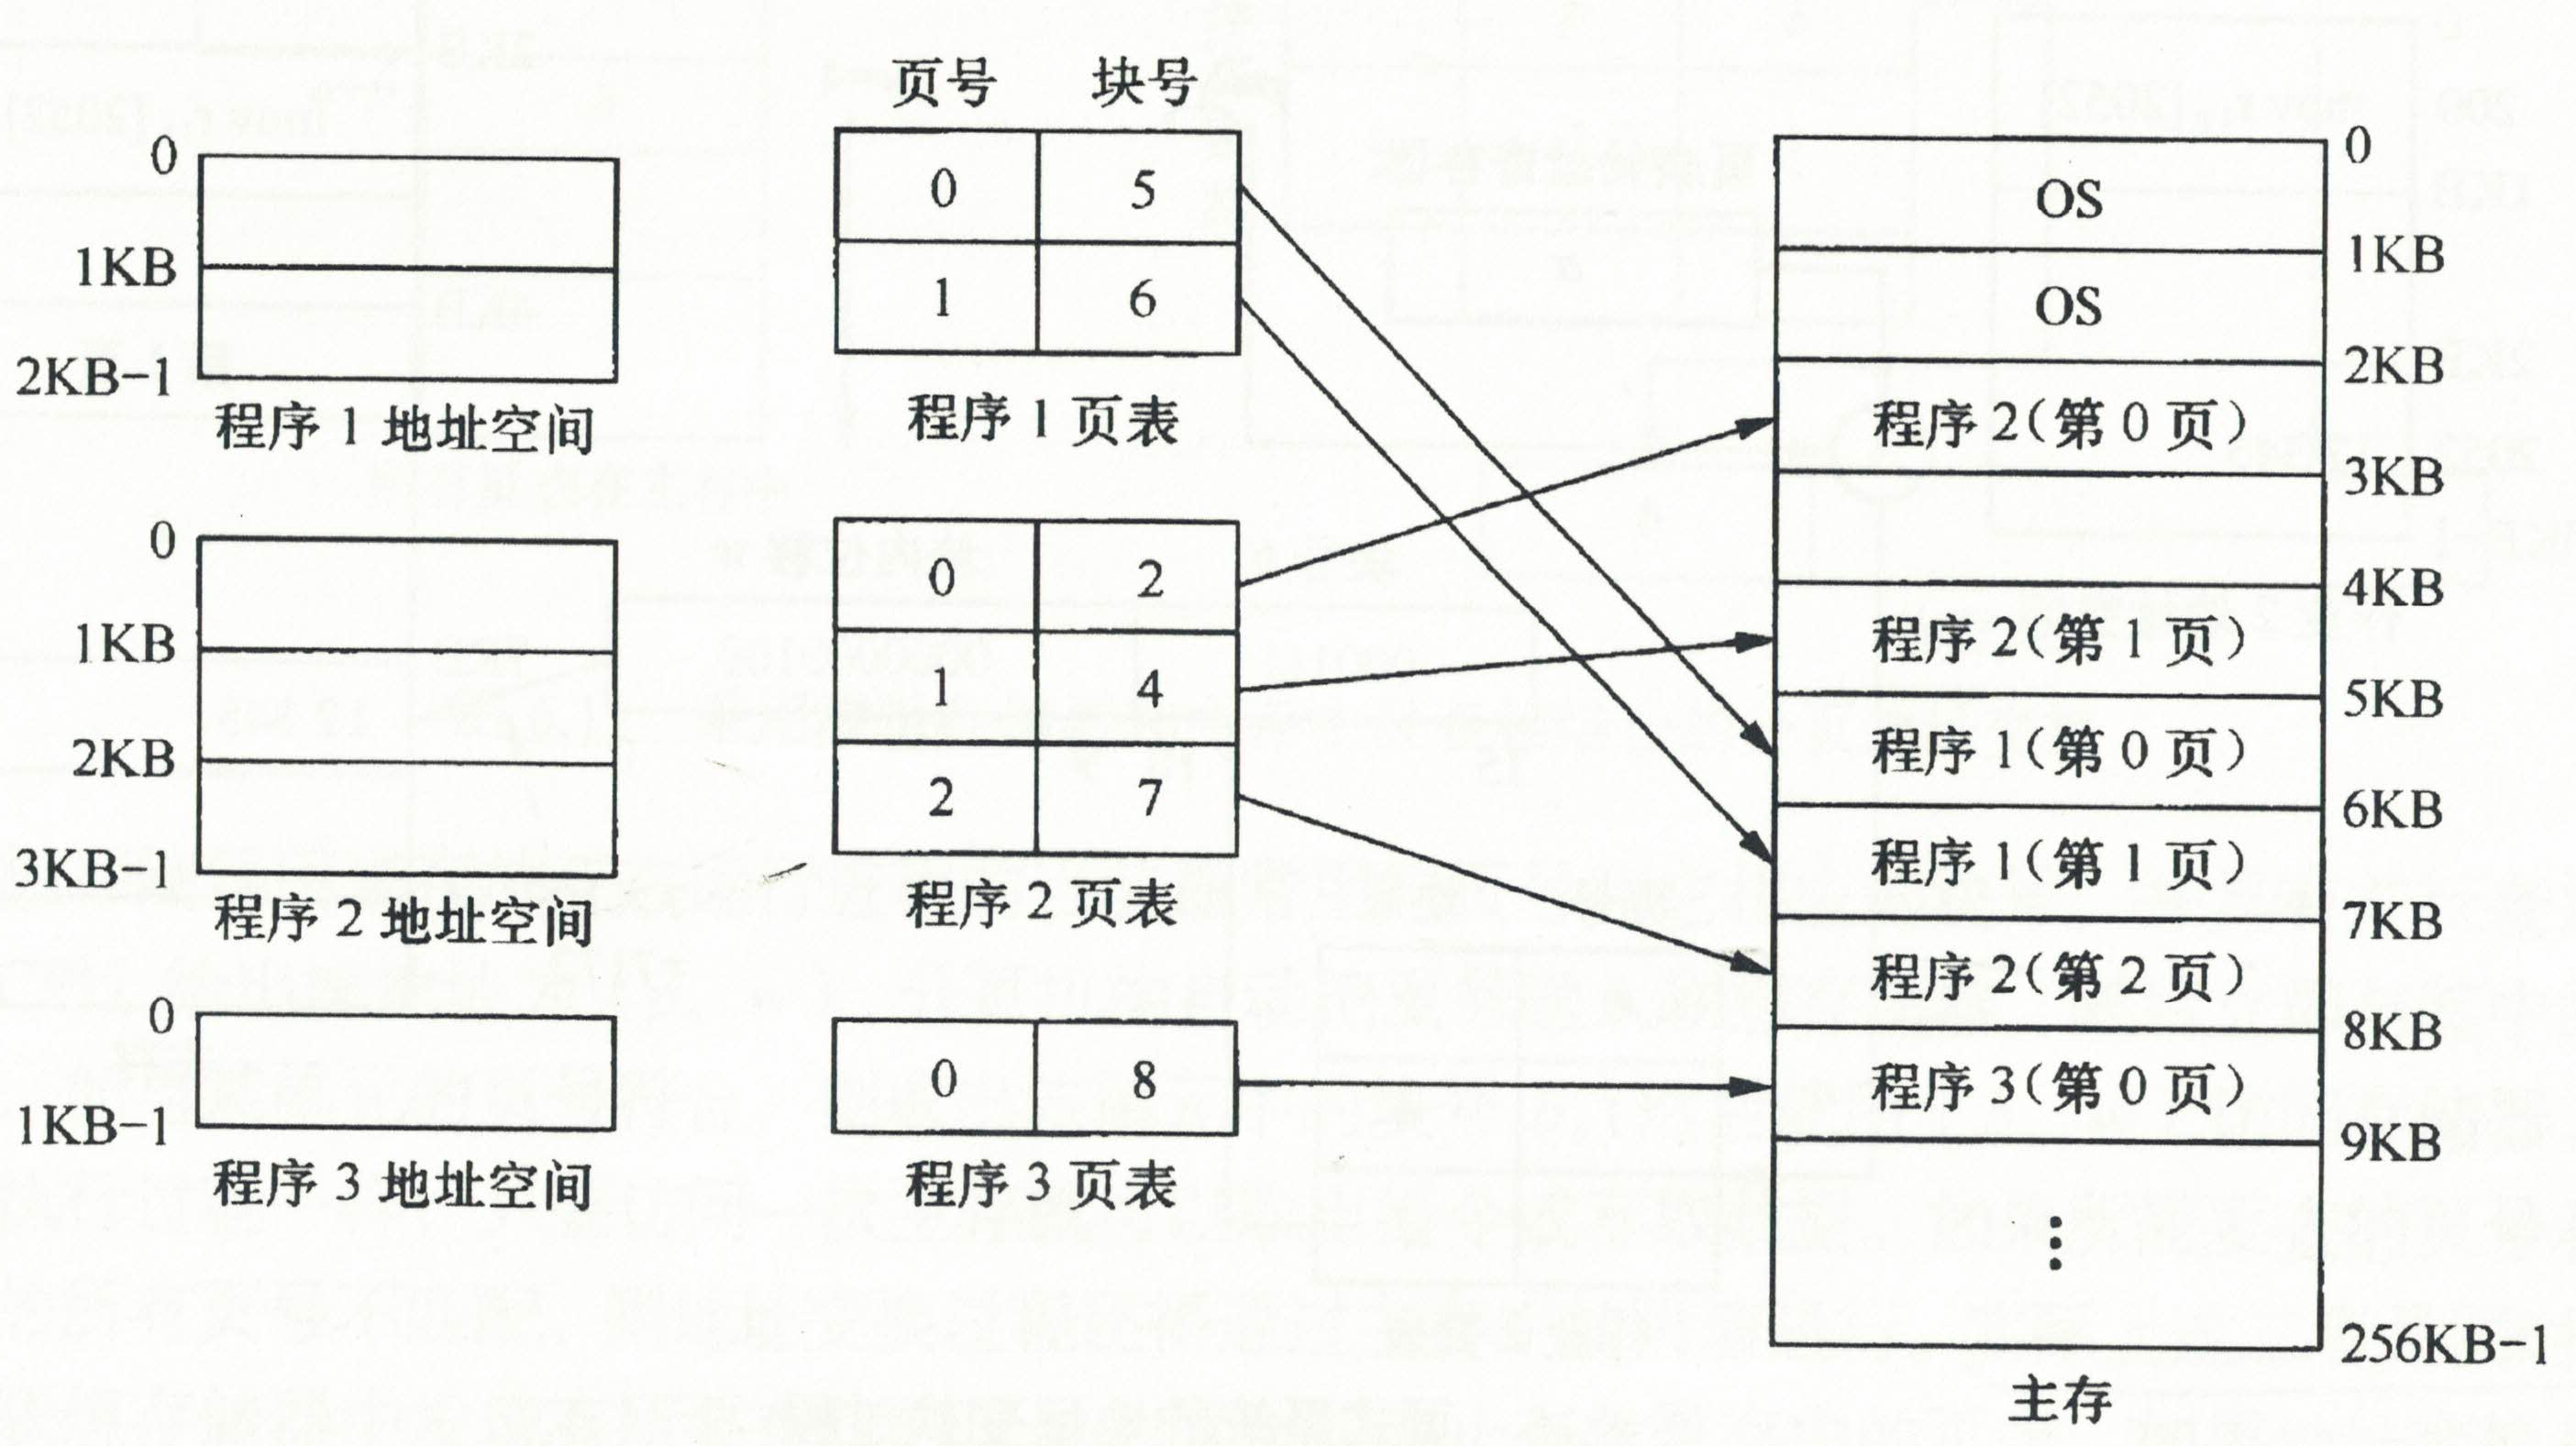 页号 块号
0
1KB
2KB-1
程序 1 地址空间
0 5
1 6
程序 1 页表
0
1KB
2KB
3KB-1
程序 2 地址空间
0 2
1 4
2 7
程序 2 页表
0
1KB-1
程序 3 地址空间
0 8
程序 3 页表
0
OS
1KB
OS
2KB
程序 2(第 0 页)
3KB
4KB
程序 2(第 1 页)
5KB
程序 1(第 0 页)
6KB
程序 1(第 1 页)
7KB
程序 2(第 2 页)
8KB
程序 3(第 0 页)
9KB
⋮
256KB-1
主存